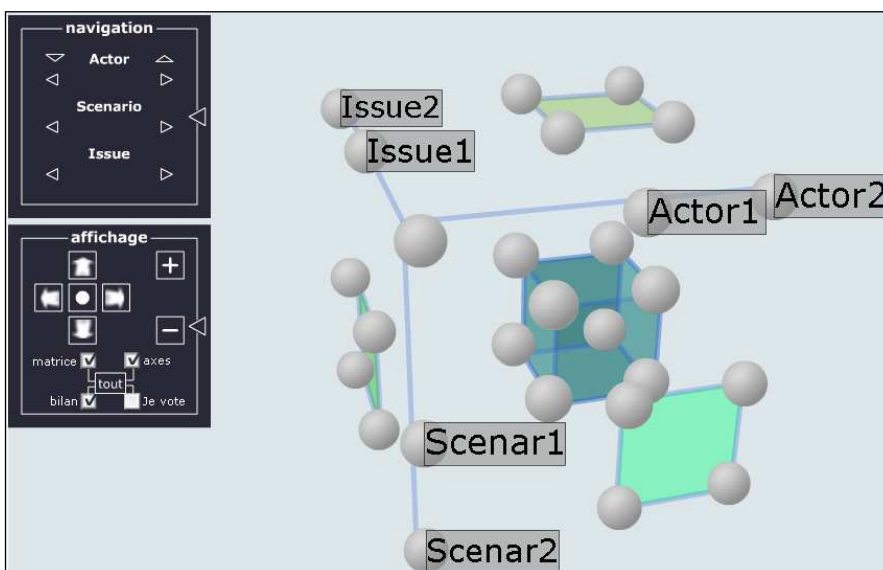 navigation
Actor
Scenario
Issue
affichage
matrice
axes
tout
bilan
Je vote
Issue2
Issue1
Actor1
Actor2
Scenar1
Scenar2